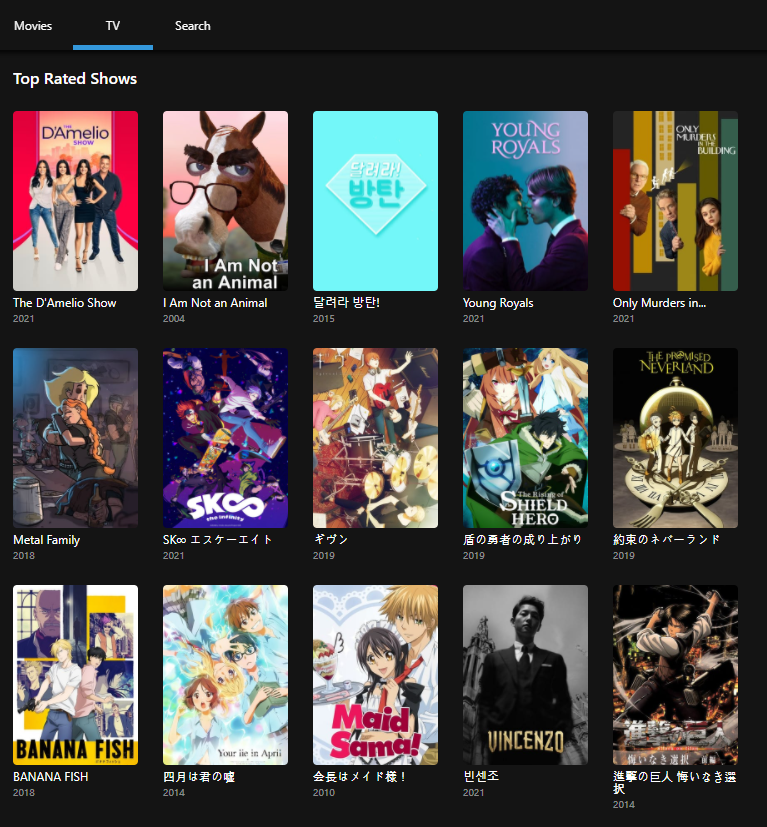 Movies
TV
Search
Top Rated Shows
THE
D'Amelio
SHOW
I Am Not
an Animal
달려라!
방탄
YOUNG
ROYALS
ONLY
MURDERS
IN THE
BUILDING
The D'Amelio Show
I Am Not an Animal
달려라 방탄!
Young Royals
Only Murders in...
2021
2004
2015
2021
2021
SK∞
the infinity
The Rising of
SHIELD
HERO
THE PROMISED
NEVERLAND
Metal Family
SK∞ エスケーエイト
ギヴン
盾の勇者の成り上がり
約束のネバーランド
2018
2021
2019
2019
2019
BANANA FISH
Your lie in April
Maid
Sama!
VINCENZO
進撃の巨人
悔いなき選択 前編
BANANA FISH
四月は君の嘘
会長はメイド様！
빈센조
進撃の巨人 悔いなき選
択
2018
2014
2010
2021
2014